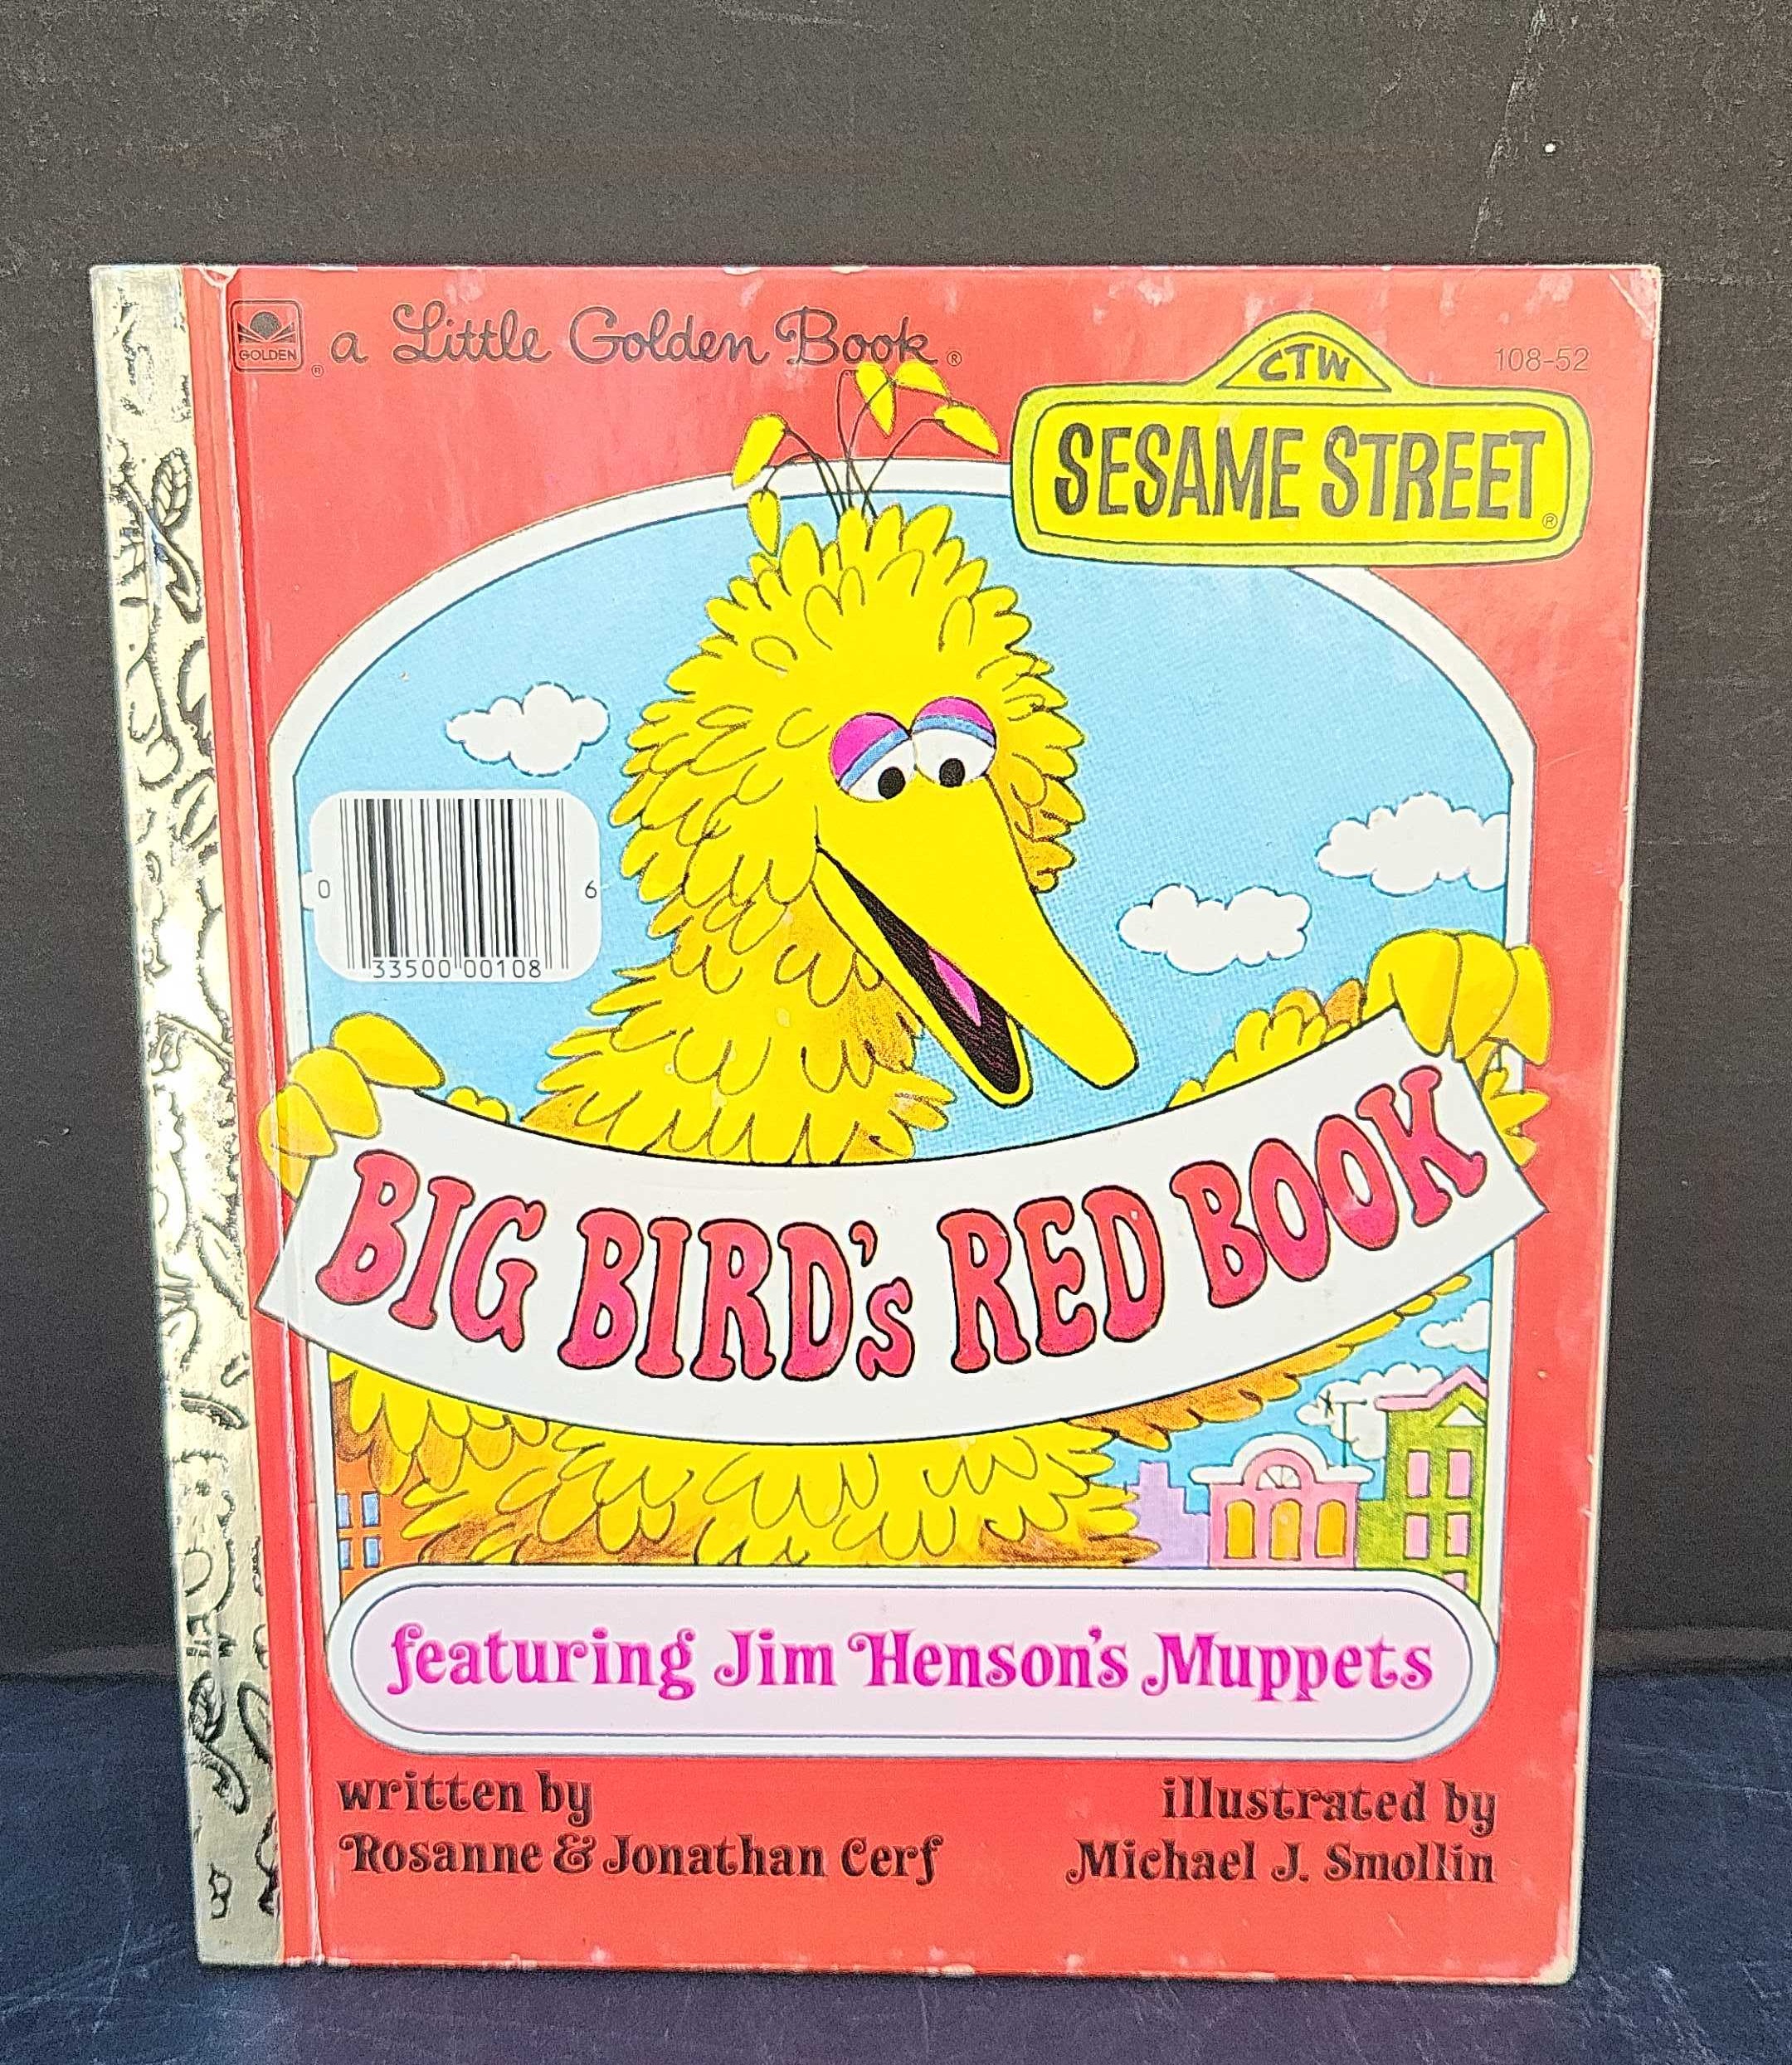 GOLDEN ®
a Little Golden Book ®
108-52
CTW
SESAME STREET ®
0 6
33500 00108
BIG BIRD's RED BOOK
featuring Jim Henson's Muppets
written by
Rosanne & Jonathan Cerf
illustrated by
Michael J. Smollin